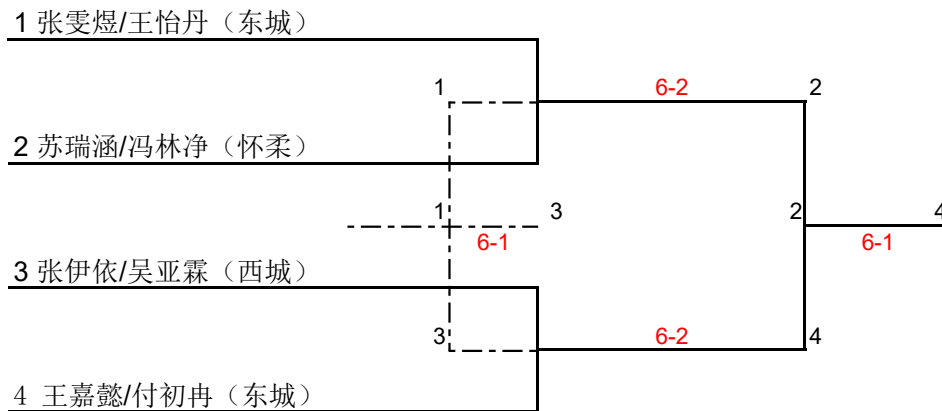 1 张雯煜/王怡丹（东城）
1 6-2 2
2 苏瑞涵/冯林净（怀柔）
1 3 2 4
6-1 6-1
3 张伊依/吴亚霖（西城）
3 6-2 4
4 王嘉懿/付初冉（东城）